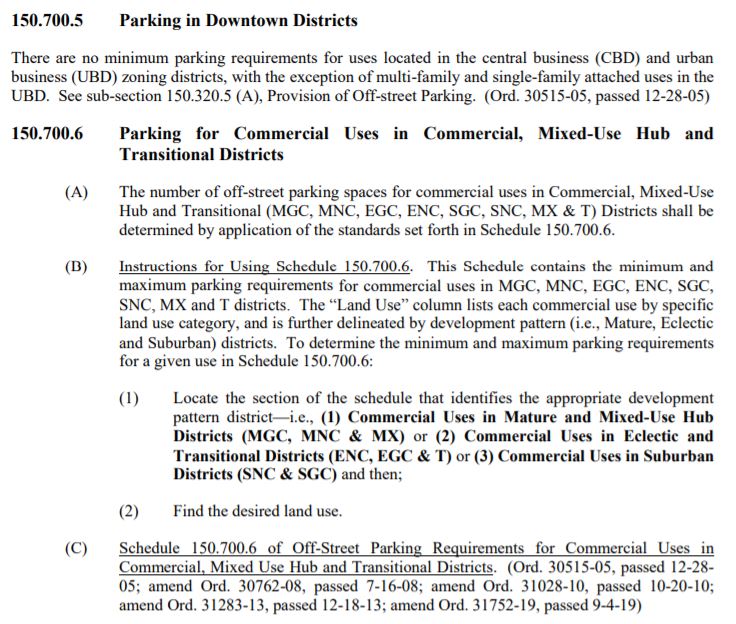 150.700.5 Parking in Downtown Districts
There are no minimum parking requirements for uses located in the central business (CBD) and urban
business (UBD) zoning districts, with the exception of multi-family and single-family attached uses in the
UBD. See sub-section 150.320.5 (A), Provision of Off-street Parking. (Ord. 30515-05, passed 12-28-05)
150.700.6 Parking for Commercial Uses in Commercial, Mixed-Use Hub and
Transitional Districts
(A) The number of off-street parking spaces for commercial uses in Commercial, Mixed-Use
Hub and Transitional (MGC, MNC, EGC, ENC, SGC, SNC, MX & T) Districts shall be
determined by application of the standards set forth in Schedule 150.700.6.
(B) Instructions for Using Schedule 150.700.6. This Schedule contains the minimum and
maximum parking requirements for commercial uses in MGC, MNC, EGC, ENC, SGC,
SNC, MX and T districts. The “Land Use” column lists each commercial use by specific
land use category, and is further delineated by development pattern (i.e., Mature, Eclectic
and Suburban) districts. To determine the minimum and maximum parking requirements
for a given use in Schedule 150.700.6:
(1) Locate the section of the schedule that identifies the appropriate development
pattern district—i.e., (1) Commercial Uses in Mature and Mixed-Use Hub
Districts (MGC, MNC & MX) or (2) Commercial Uses in Eclectic and
Transitional Districts (ENC, EGC & T) or (3) Commercial Uses in Suburban
Districts (SNC & SGC) and then;
(2) Find the desired land use.
(C) Schedule 150.700.6 of Off-Street Parking Requirements for Commercial Uses in
Commercial, Mixed Use Hub and Transitional Districts. (Ord. 30515-05, passed 12-28-
05; amend Ord. 30762-08, passed 7-16-08; amend Ord. 31028-10, passed 10-20-10;
amend Ord. 31283-13, passed 12-18-13; amend Ord. 31752-19, passed 9-4-19)